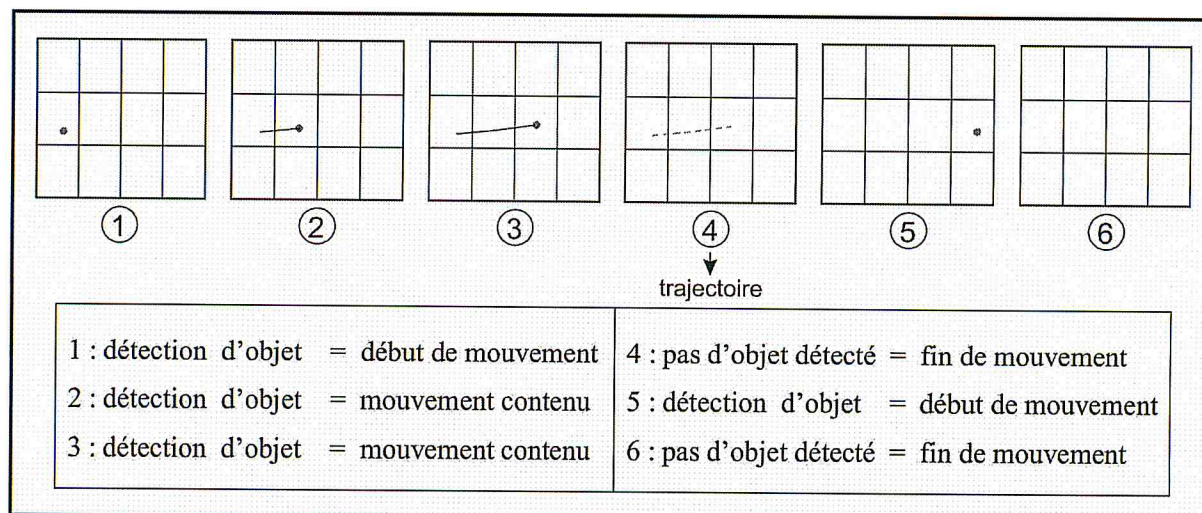 1
2
3
4
5
6
trajectoire
1 : détection d'objet = début de mouvement
2 : détection d'objet = mouvement contenu
3 : détection d'objet = mouvement contenu
4 : pas d'objet détecté = fin de mouvement
5 : détection d'objet = début de mouvement
6 : pas d'objet détecté = fin de mouvement